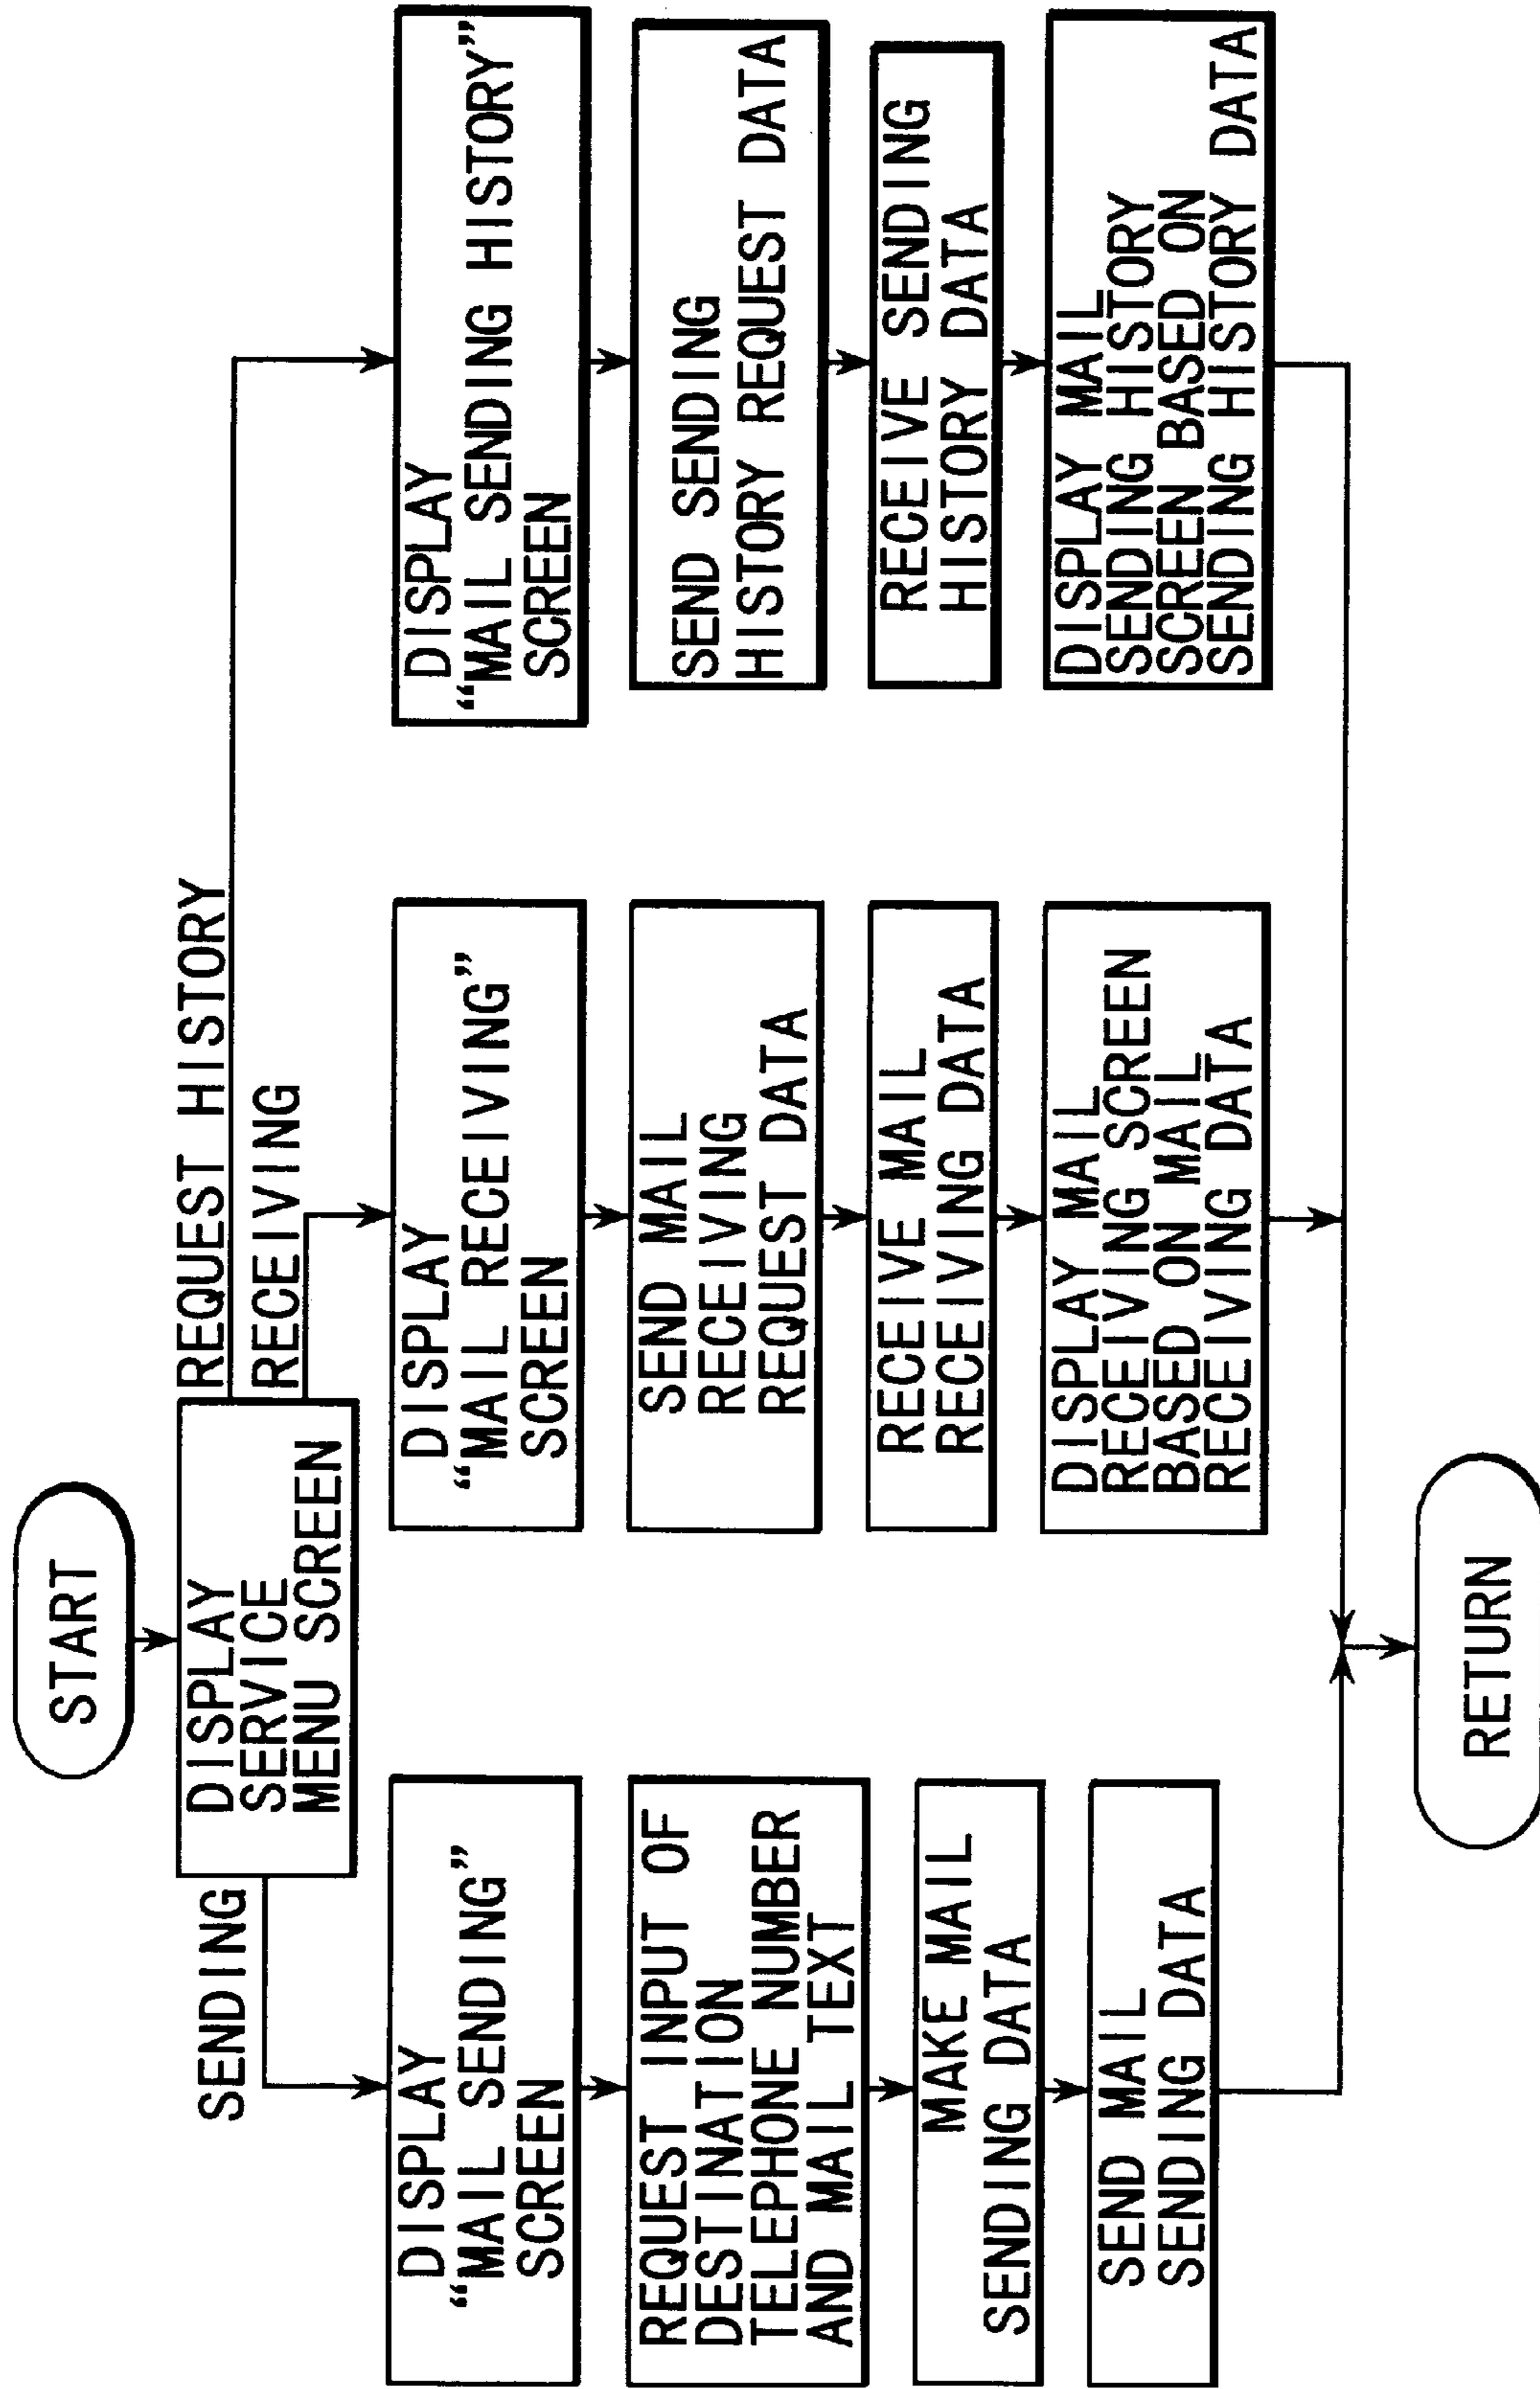 START
DISPLAY
SERVICE
MENU SCREEN
SENDING
DISPLAY
“MAIL SENDING”
SCREEN
REQUEST INPUT OF
DESTINATION
TELEPHONE NUMBER
AND MAIL TEXT
MAKE MAIL
SENDING DATA
SEND MAIL
SENDING DATA
RECEIVING
DISPLAY
“MAIL RECEIVING”
SCREEN
SEND MAIL
RECEIVING
REQUEST DATA
RECEIVE MAIL
RECEIVING DATA
DISPLAY MAIL
RECEIVING SCREEN
BASED ON MAIL
RECEIVING DATA
REQUEST HISTORY
DISPLAY
“MAIL SENDING HISTORY”
SCREEN
SEND SENDING
HISTORY REQUEST DATA
RECEIVE SENDING
HISTORY DATA
DISPLAY MAIL
SENDING HISTORY
SCREEN BASED ON
SENDING HISTORY DATA
RETURN